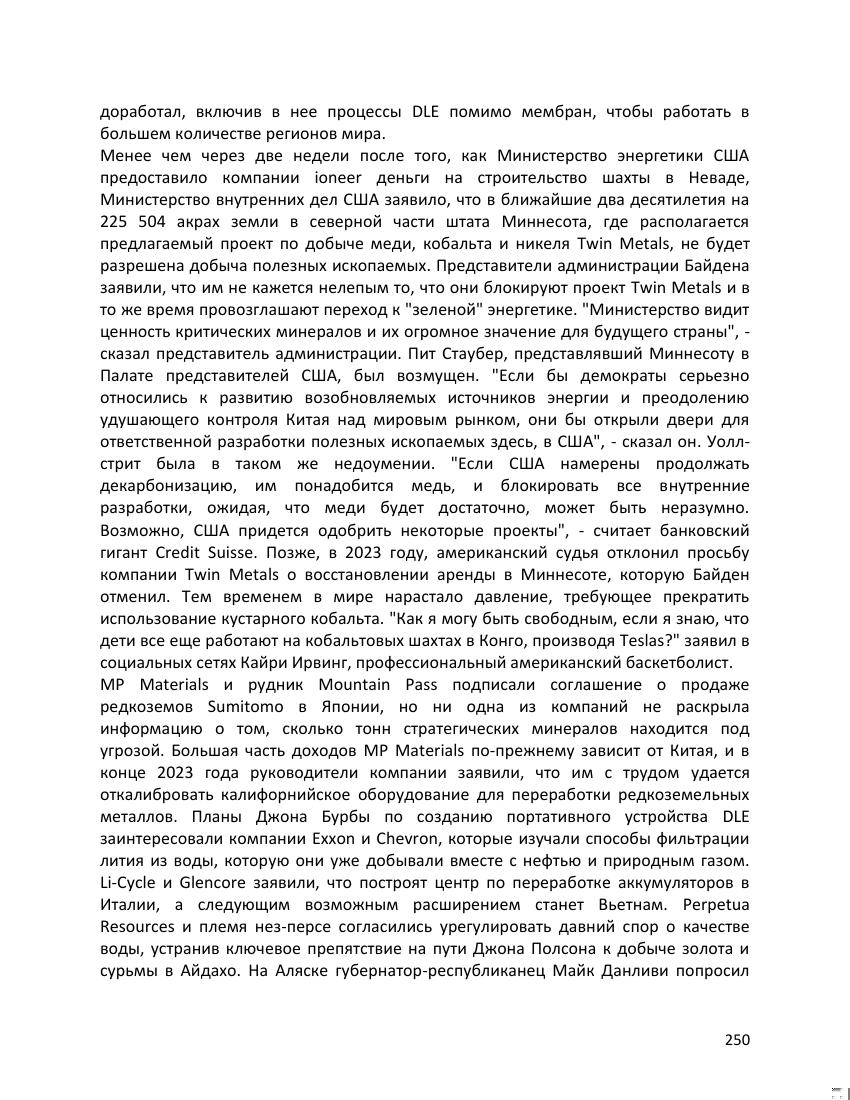 доработал, включив в нее процессы DLE помимо мембран, чтобы работать в
большем количестве регионов мира.
Менее чем через две недели после того, как Министерство энергетики США
предоставило компании ioneer деньги на строительство шахты в Неваде,
Министерство внутренних дел США заявило, что в ближайшие два десятилетия на
225 504 акрах земли в северной части штата Миннесота, где располагается
предлагаемый проект по добыче меди, кобальта и никеля Twin Metals, не будет
разрешена добыча полезных ископаемых. Представители администрации Байдена
заявили, что им не кажется нелепым то, что они блокируют проект Twin Metals и в
то же время провозглашают переход к "зеленой" энергетике. "Министерство видит
ценность критических минералов и их огромное значение для будущего страны", -
сказал представитель администрации. Пит Стаубер, представлявший Миннесоту в
Палате представителей США, был возмущен. "Если бы демократы серьезно
относились к развитию возобновляемых источников энергии и преодолению
удушающего контроля Китая над мировым рынком, они бы открыли двери для
ответственной разработки полезных ископаемых здесь, в США", - сказал он. Уолл-
стрит была в таком же недоумении. "Если США намерены продолжать
декарбонизацию, им понадобится медь, и блокировать все внутренние
разработки, ожидая, что меди будет достаточно, может быть неразумно.
Возможно, США придется одобрить некоторые проекты", - считает банковский
гигант Credit Suisse. Позже, в 2023 году, американский судья отклонил просьбу
компании Twin Metals о восстановлении аренды в Миннесоте, которую Байден
отменил. Тем временем в мире нарастало давление, требующее прекратить
использование кустарного кобальта. "Как я могу быть свободным, если я знаю, что
дети все еще работают на кобальтовых шахтах в Конго, производя Teslas?" заявил в
социальных сетях Кайри Ирвинг, профессиональный американский баскетболист.
MP Materials и рудник Mountain Pass подписали соглашение о продаже
редкоземов Sumitomo в Японии, но ни одна из компаний не раскрыла
информацию о том, сколько тонн стратегических минералов находится под
угрозой. Большая часть доходов MP Materials по-прежнему зависит от Китая, и в
конце 2023 года руководители компании заявили, что им с трудом удается
откалибровать калифорнийское оборудование для переработки редкоземельных
металлов. Планы Джона Бурбы по созданию портативного устройства DLE
заинтересовали компании Exxon и Chevron, которые изучали способы фильтрации
лития из воды, которую они уже добывали вместе с нефтью и природным газом.
Li-Cycle и Glencore заявили, что построят центр по переработке аккумуляторов в
Италии, а следующим возможным расширением станет Вьетнам. Perpetua
Resources и племя нез-персе согласились урегулировать давний спор о качестве
воды, устранив ключевое препятствие на пути Джона Полсона к добыче золота и
сурьмы в Айдахо. На Аляске губернатор-республиканец Майк Данливи попросил
250